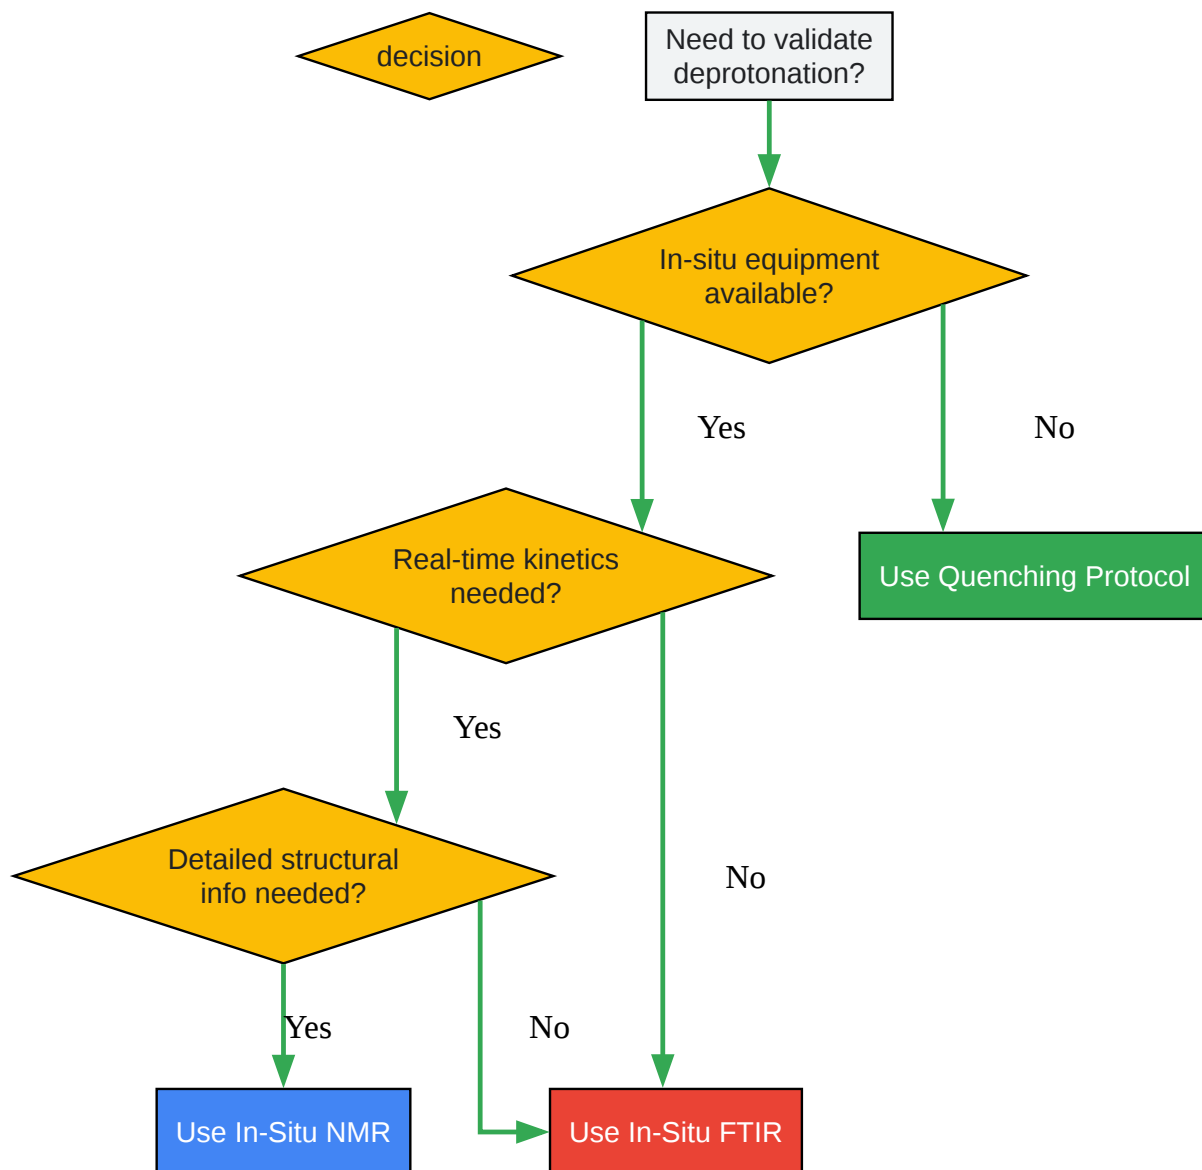 decision
Need to validate
deprotonation?
In-situ equipment
available?
Yes
No
Real-time kinetics
needed?
Use Quenching Protocol
Yes
Detailed structural
info needed?
No
Yes
No
Use In-Situ NMR
Use In-Situ FTIR